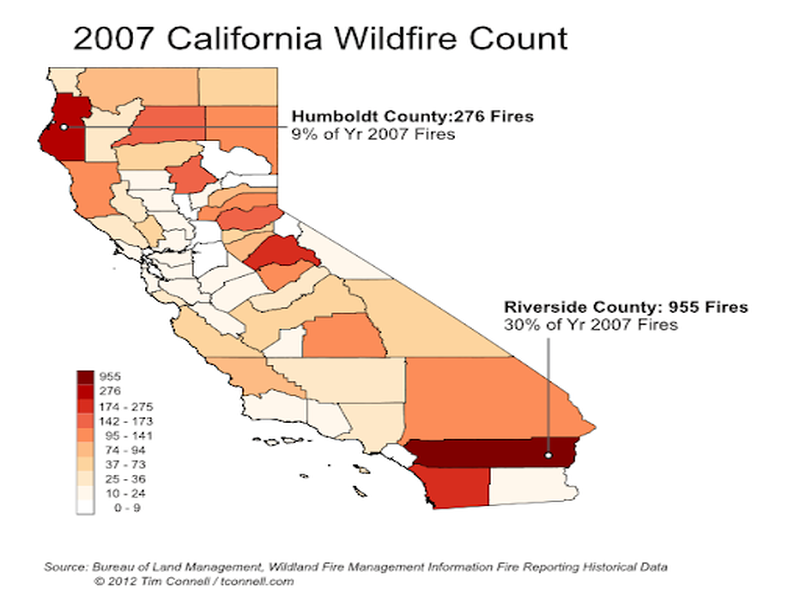 2007 California Wildfire Count
Humboldt County:276 Fires
9% of Yr 2007 Fires
Riverside County: 955 Fires
30% of Yr 2007 Fires
955
276
174 - 275
142 - 173
95 - 141
74 - 94
37 - 73
25 - 36
10 - 24
0 - 9
Source: Bureau of Land Management, Wildland Fire Management Information Fire Reporting Historical Data
© 2012 Tim Connell / tconnell.com